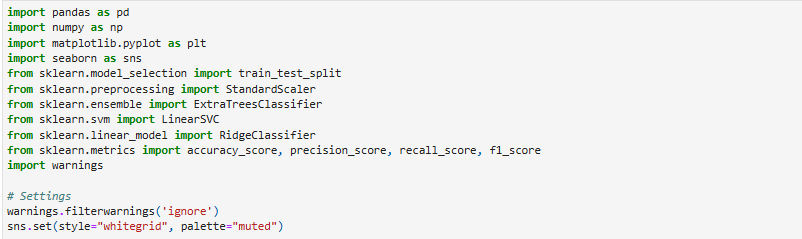 import pandas as pd
import numpy as np
import matplotlib.pyplot as plt
import seaborn as sns
from sklearn.model_selection import train_test_split
from sklearn.preprocessing import StandardScaler
from sklearn.ensemble import ExtraTreesClassifier
from sklearn.svm import LinearSVC
from sklearn.linear_model import RidgeClassifier
from sklearn.metrics import accuracy_score, precision_score, recall_score, f1_score
import warnings

# Settings
warnings.filterwarnings('ignore')
sns.set(style="whitegrid", palette="muted")